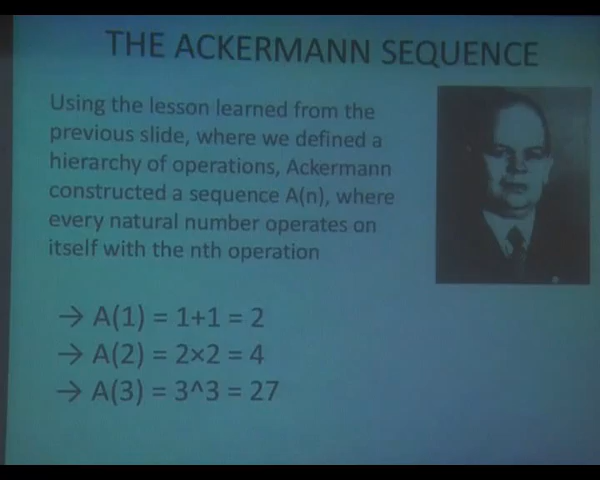 THE ACKERMANN SEQUENCE
Using the lesson learned from the
previous slide, where we defined a
hierarchy of operations, Ackermann
constructed a sequence A(n), where
every natural number operates on
itself with the nth operation
→ A(1) = 1+1 = 2
→ A(2) = 2×2 = 4
→ A(3) = 3^3 = 27